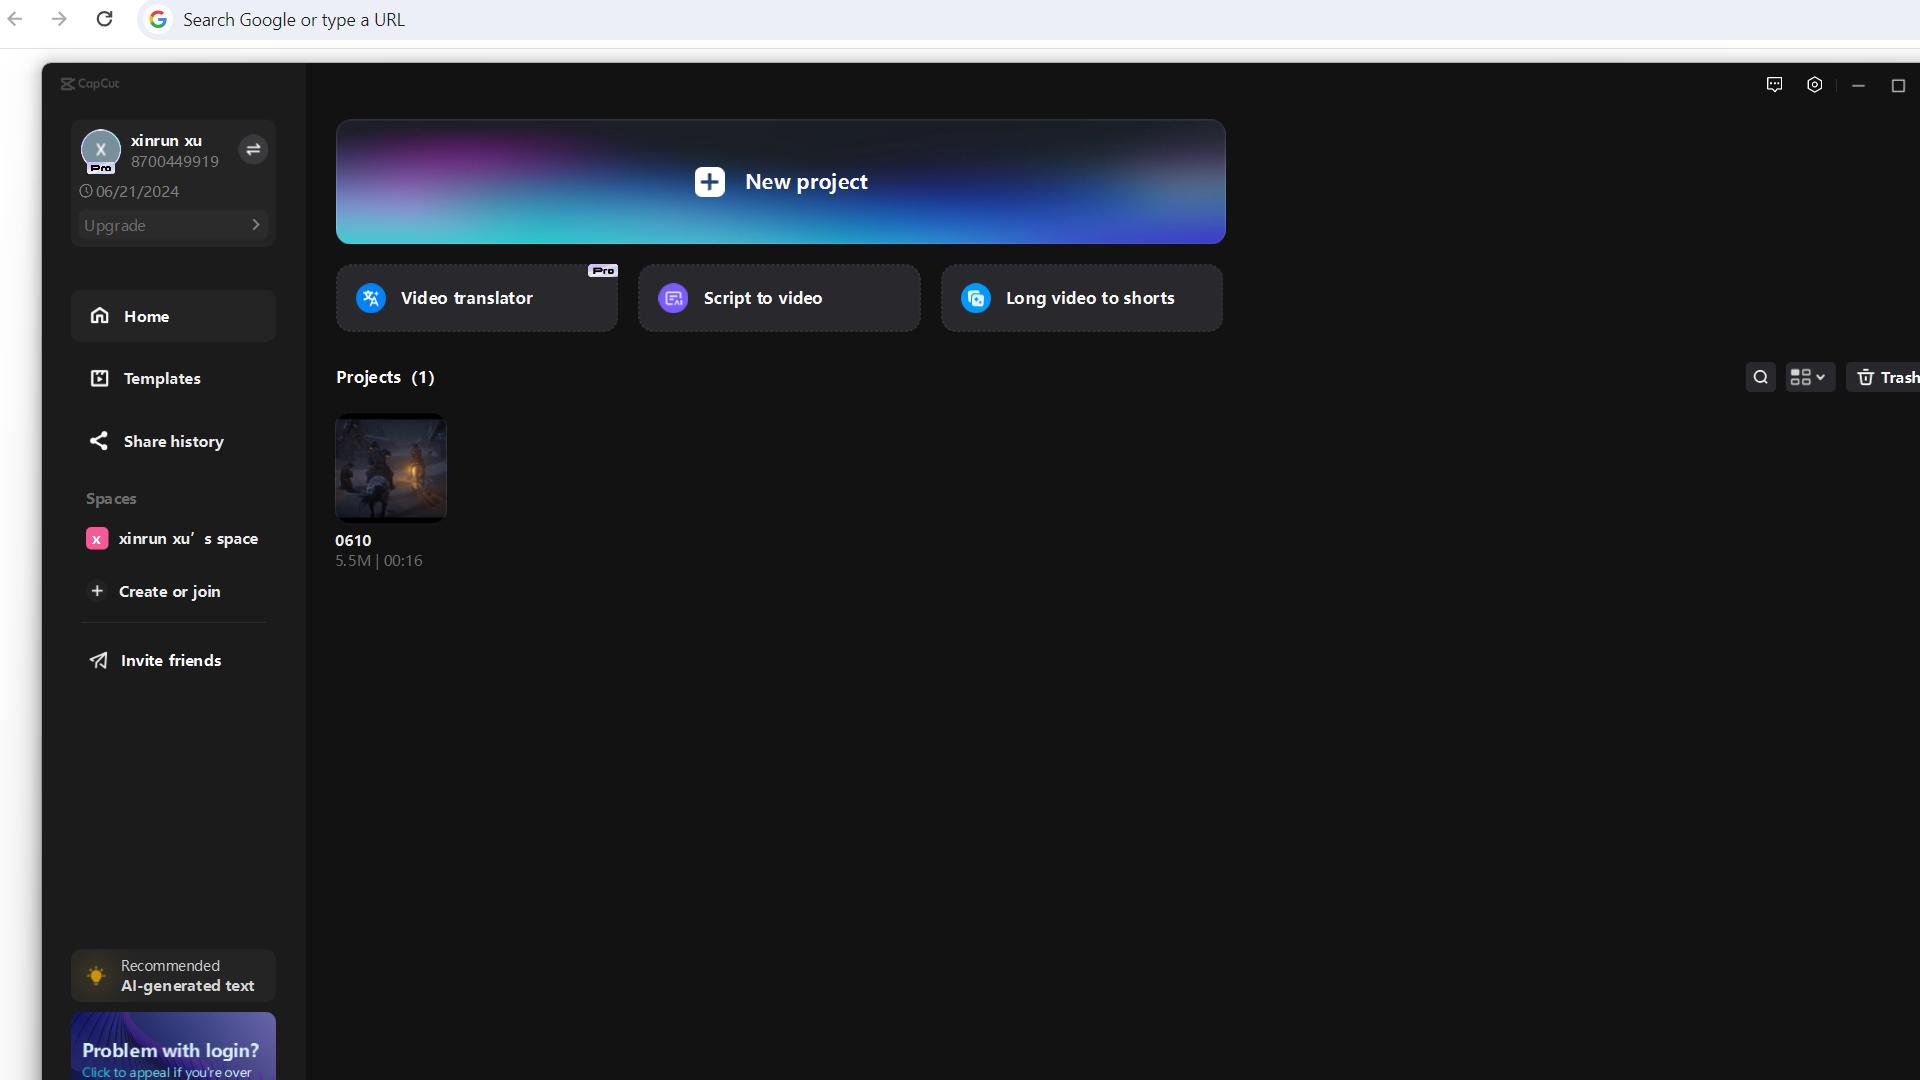 Search Google or type a URL
CapCut
X
Pro
xinrun xu
8700449919
06/21/2024
Upgrade
New project
Pro
Video translator
Script to video
Long video to shorts
Home
Templates
Share history
Spaces
x
xinrun xu’s space
Create or join
Invite friends
Projects (1)
Trash
0610
5.5M | 00:16
Recommended
AI-generated text
Problem with login?
Click to appeal if you're over